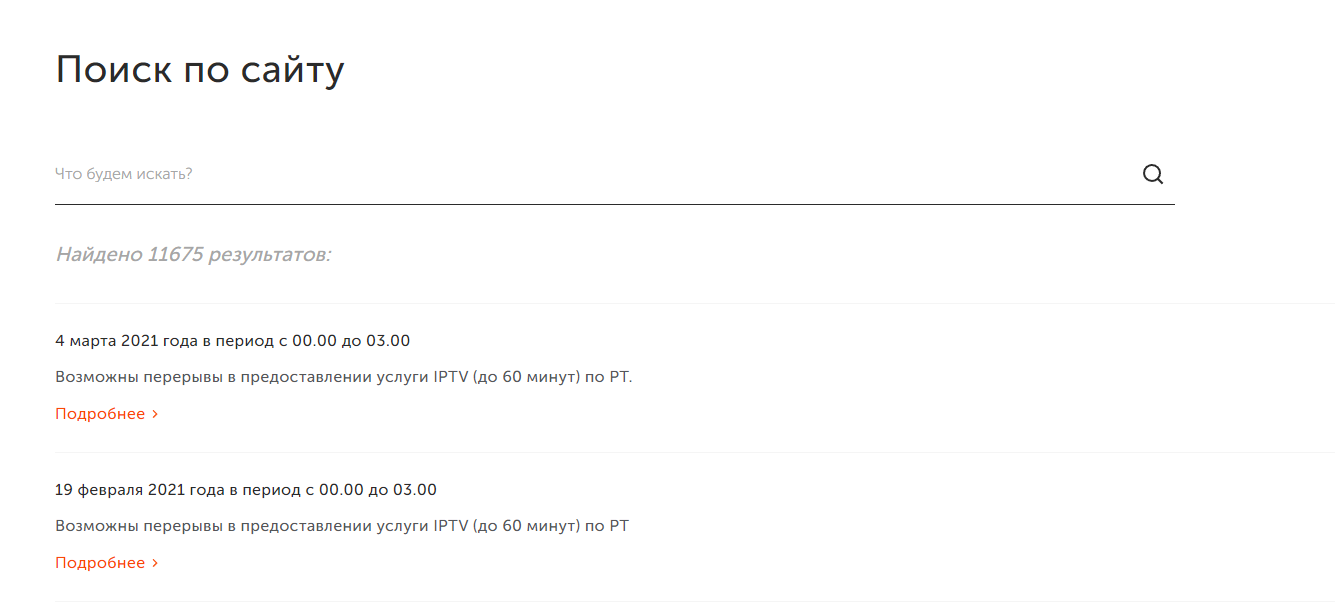 Поиск по сайту
Что будем искать?
Найдено 11675 результатов:
4 марта 2021 года в период с 00.00 до 03.00
Возможны перерывы в предоставлении услуги IPTV (до 60 минут) по РТ.
Подробнее >
19 февраля 2021 года в период с 00.00 до 03.00
Возможны перерывы в предоставлении услуги IPTV (до 60 минут) по РТ
Подробнее >